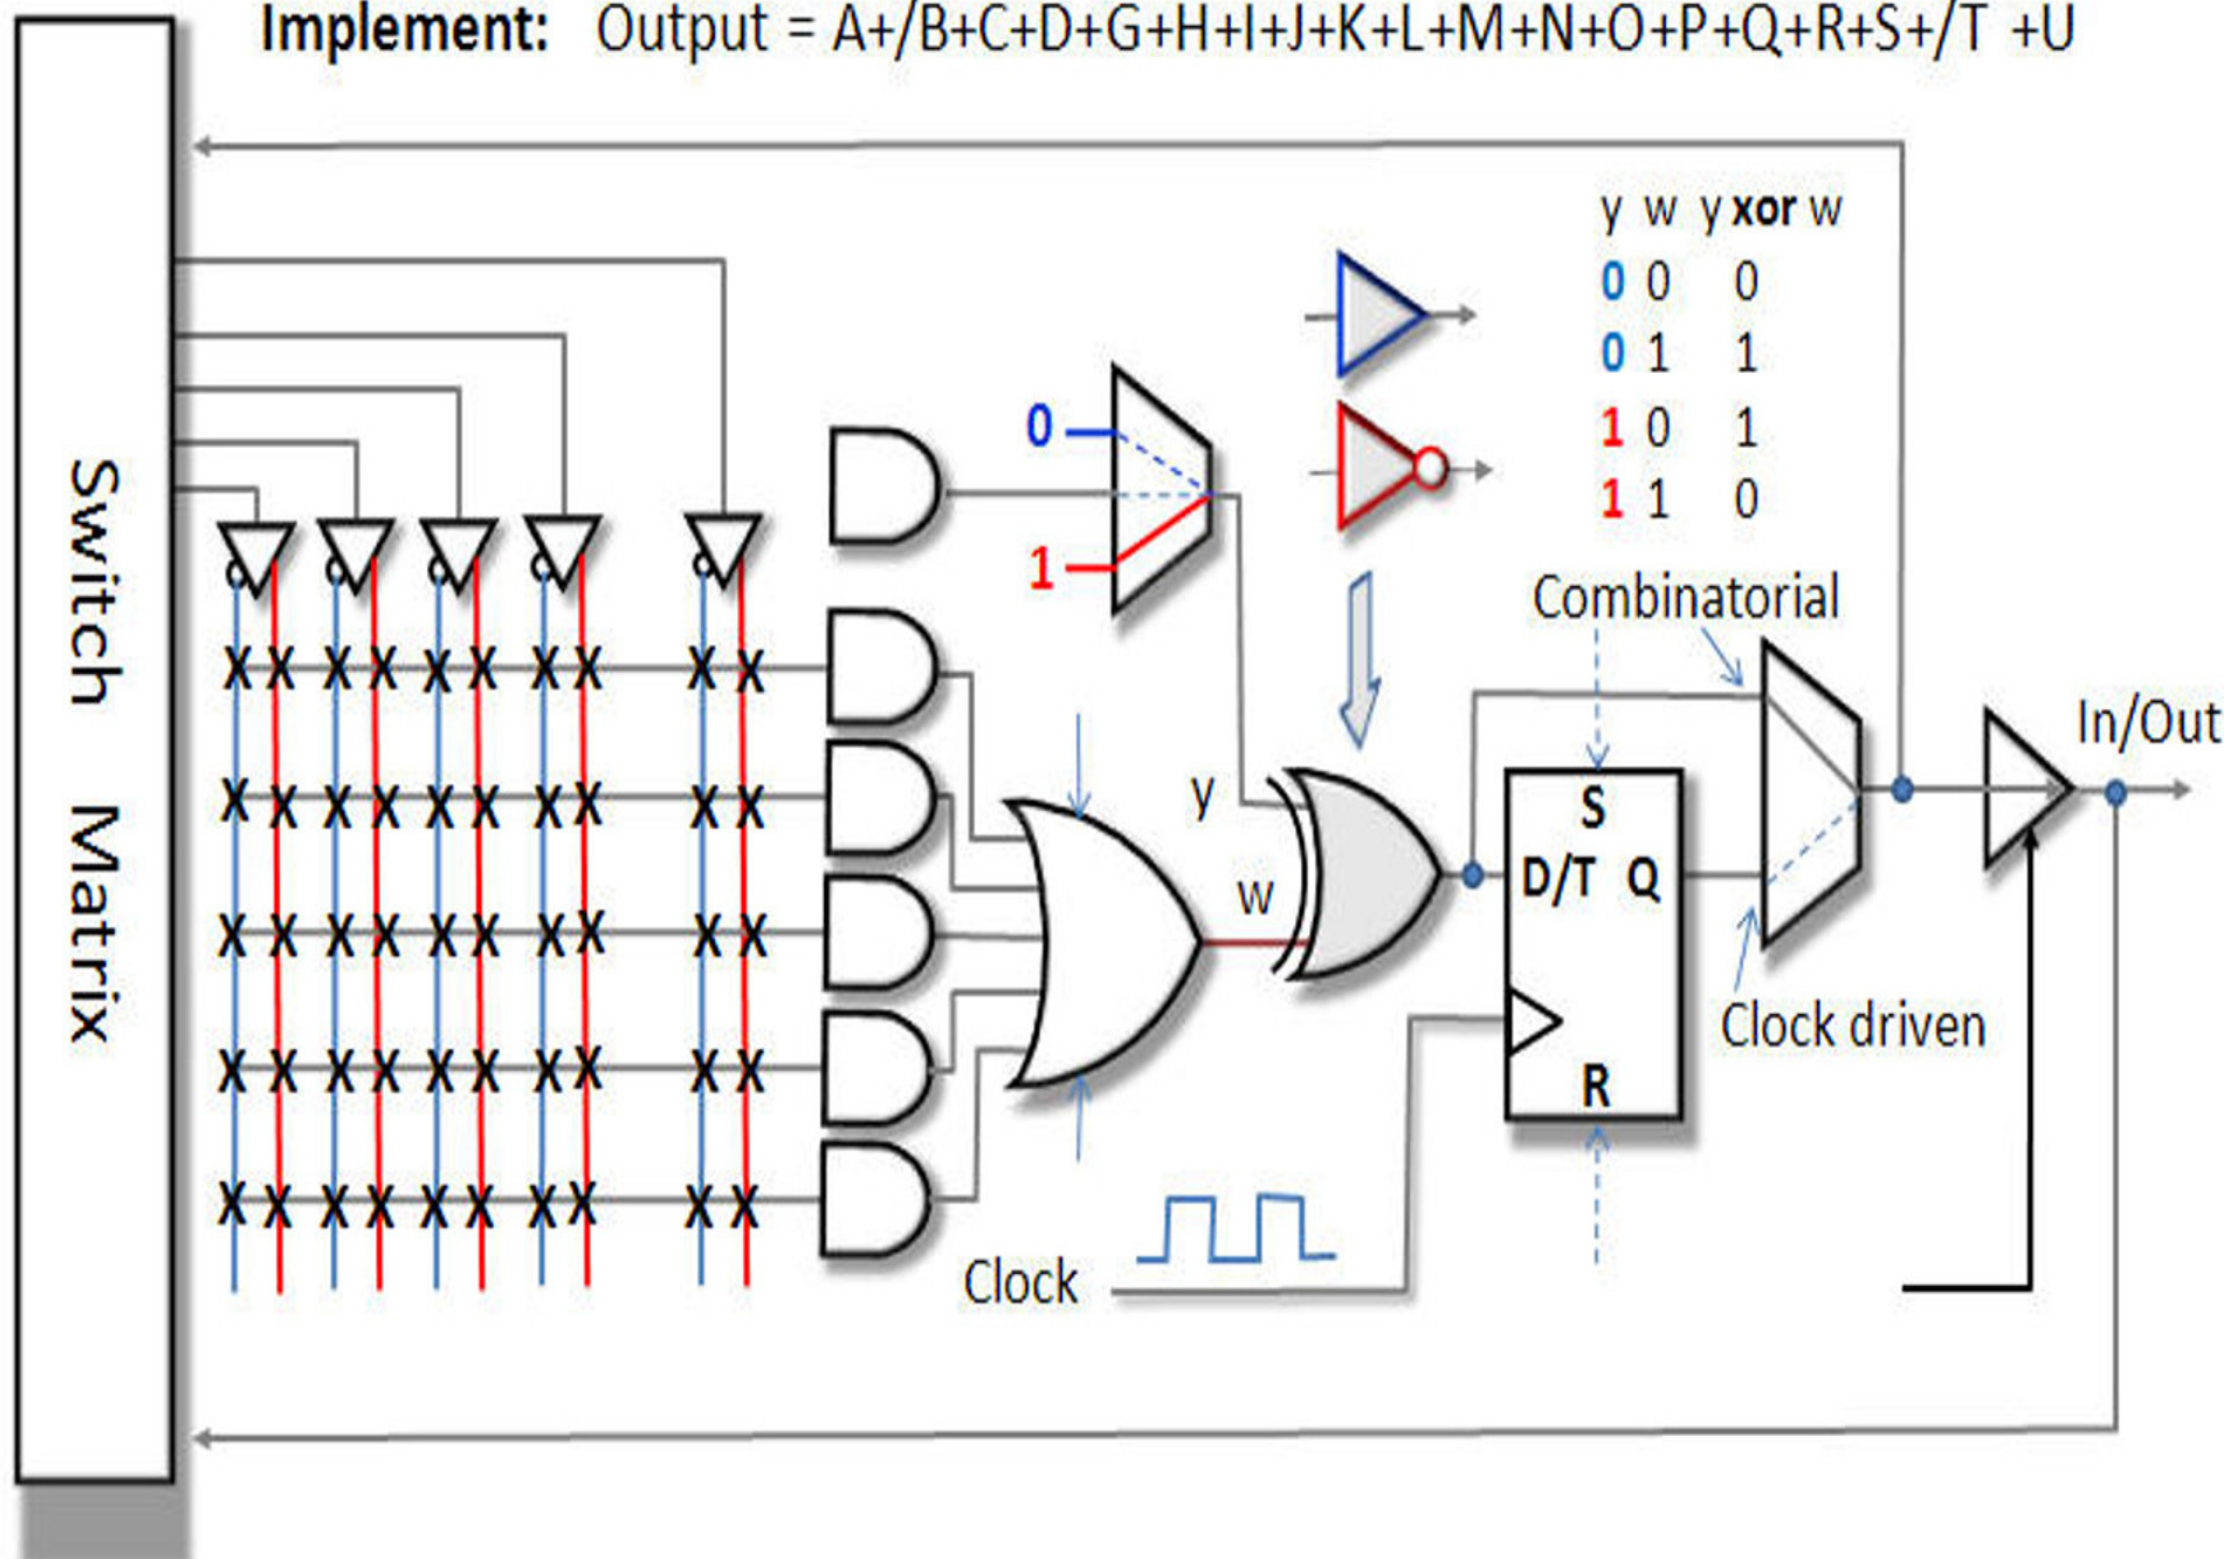 Implement: Output = A+/B+C+D+G+H+I+J+K+L+M+N+O+P+Q+R+S+/T +U
y w y xor w
0 0 0
0 1 1
1 0 1
1 1 0
0
1
Switch Matrix
X X X X X X X X X X
X X X X X X X X X X
X X X X X X X X X X
X X X X X X X X X X
X X X X X X X X X X
Combinatorial
In/Out
y
w
S
D/T Q
R
Clock driven
Clock